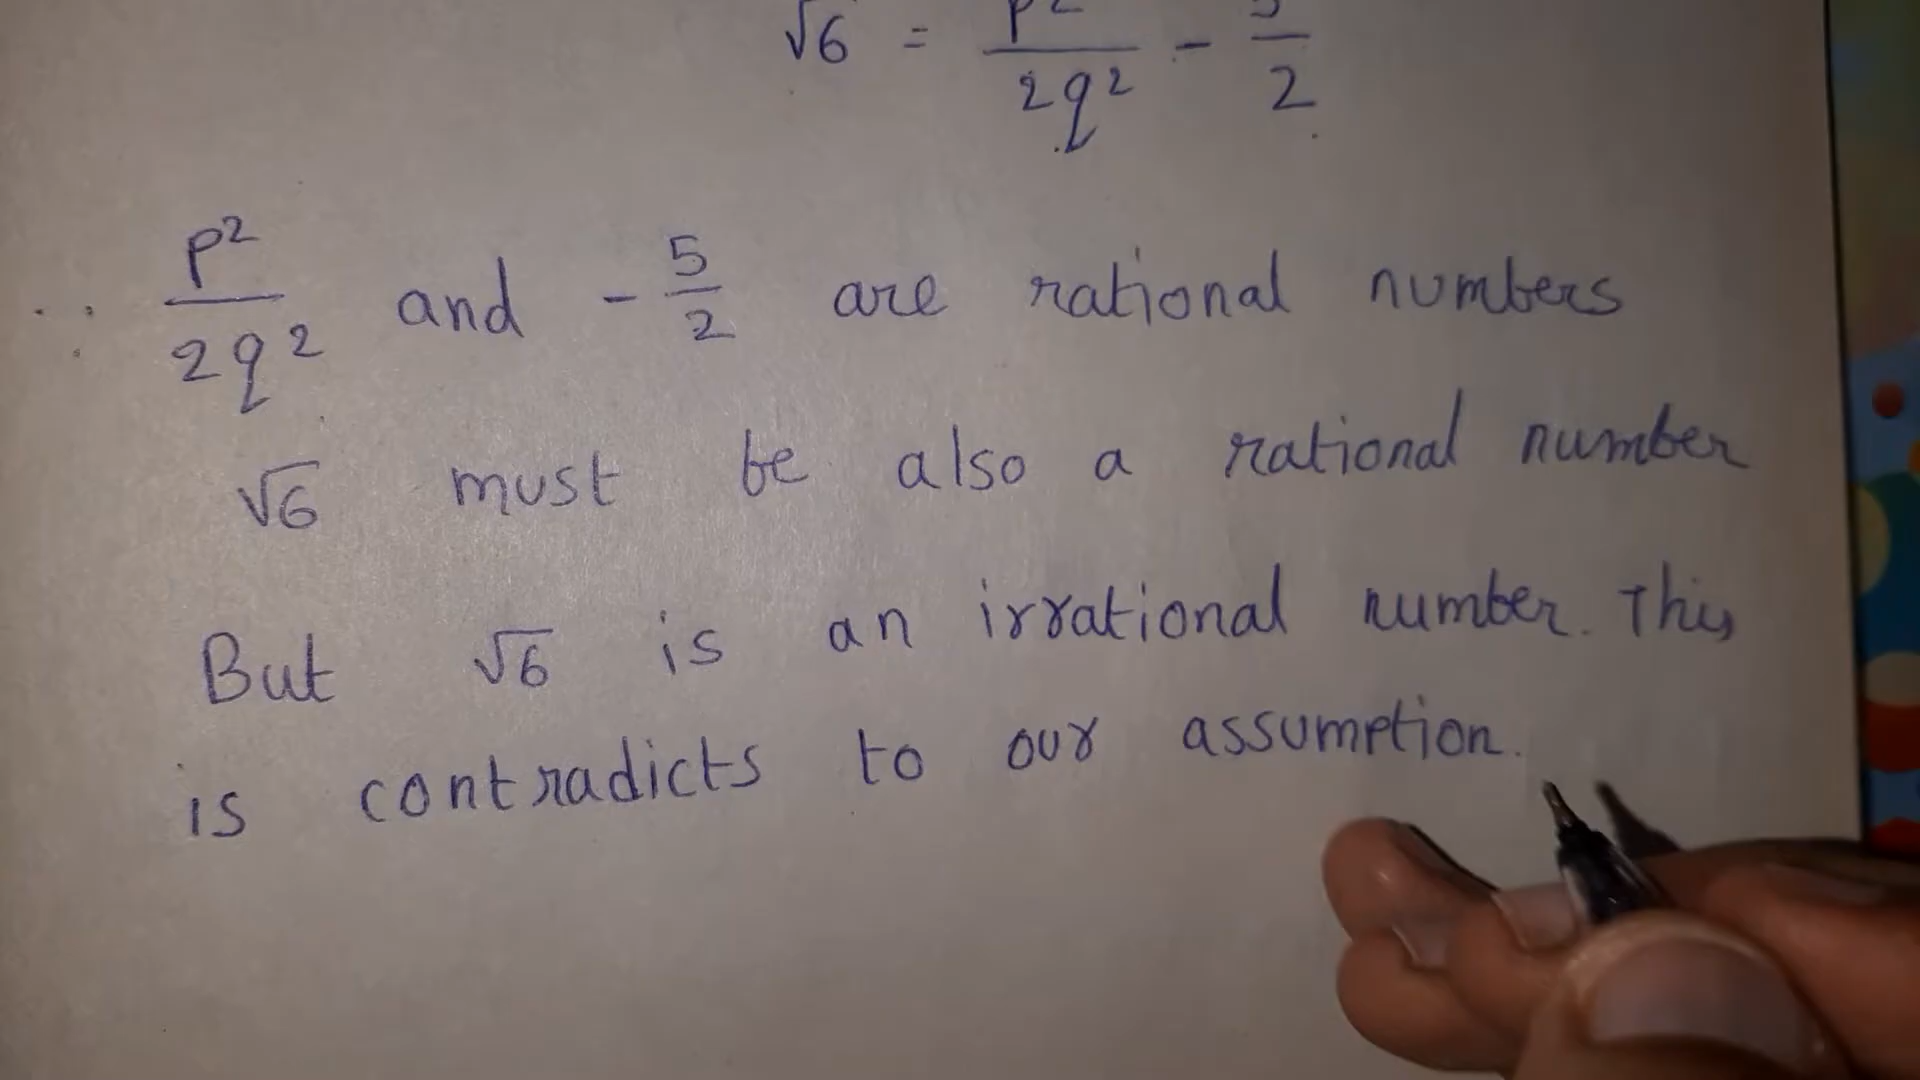 √6 = p²/2q² - 5/2
∵ p²/2q² and - 5/2 are rational numbers
√6 must be also a rational number
But √6 is an irrational number. This
is contradicts to our assumption.